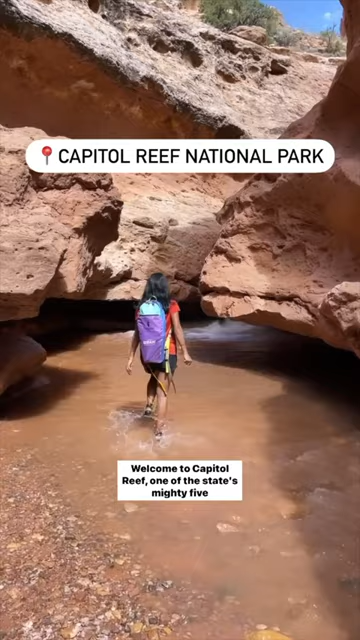 CAPITOL REEF NATIONAL PARK
Welcome to Capitol
Reef, one of the state's
mighty five